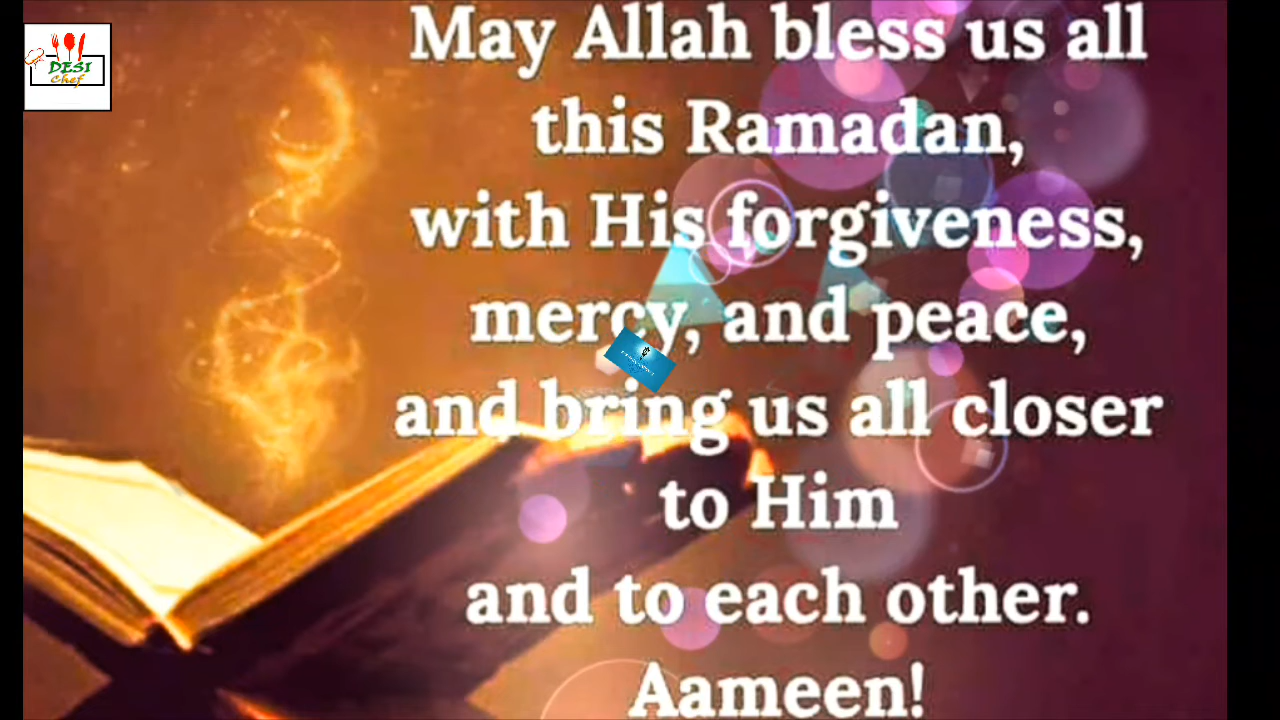 DESI
Chef
May Allah bless us all
this Ramadan,
with His forgiveness,
mercy, and peace,
and bring us all closer
to Him
and to each other.
Aameen!